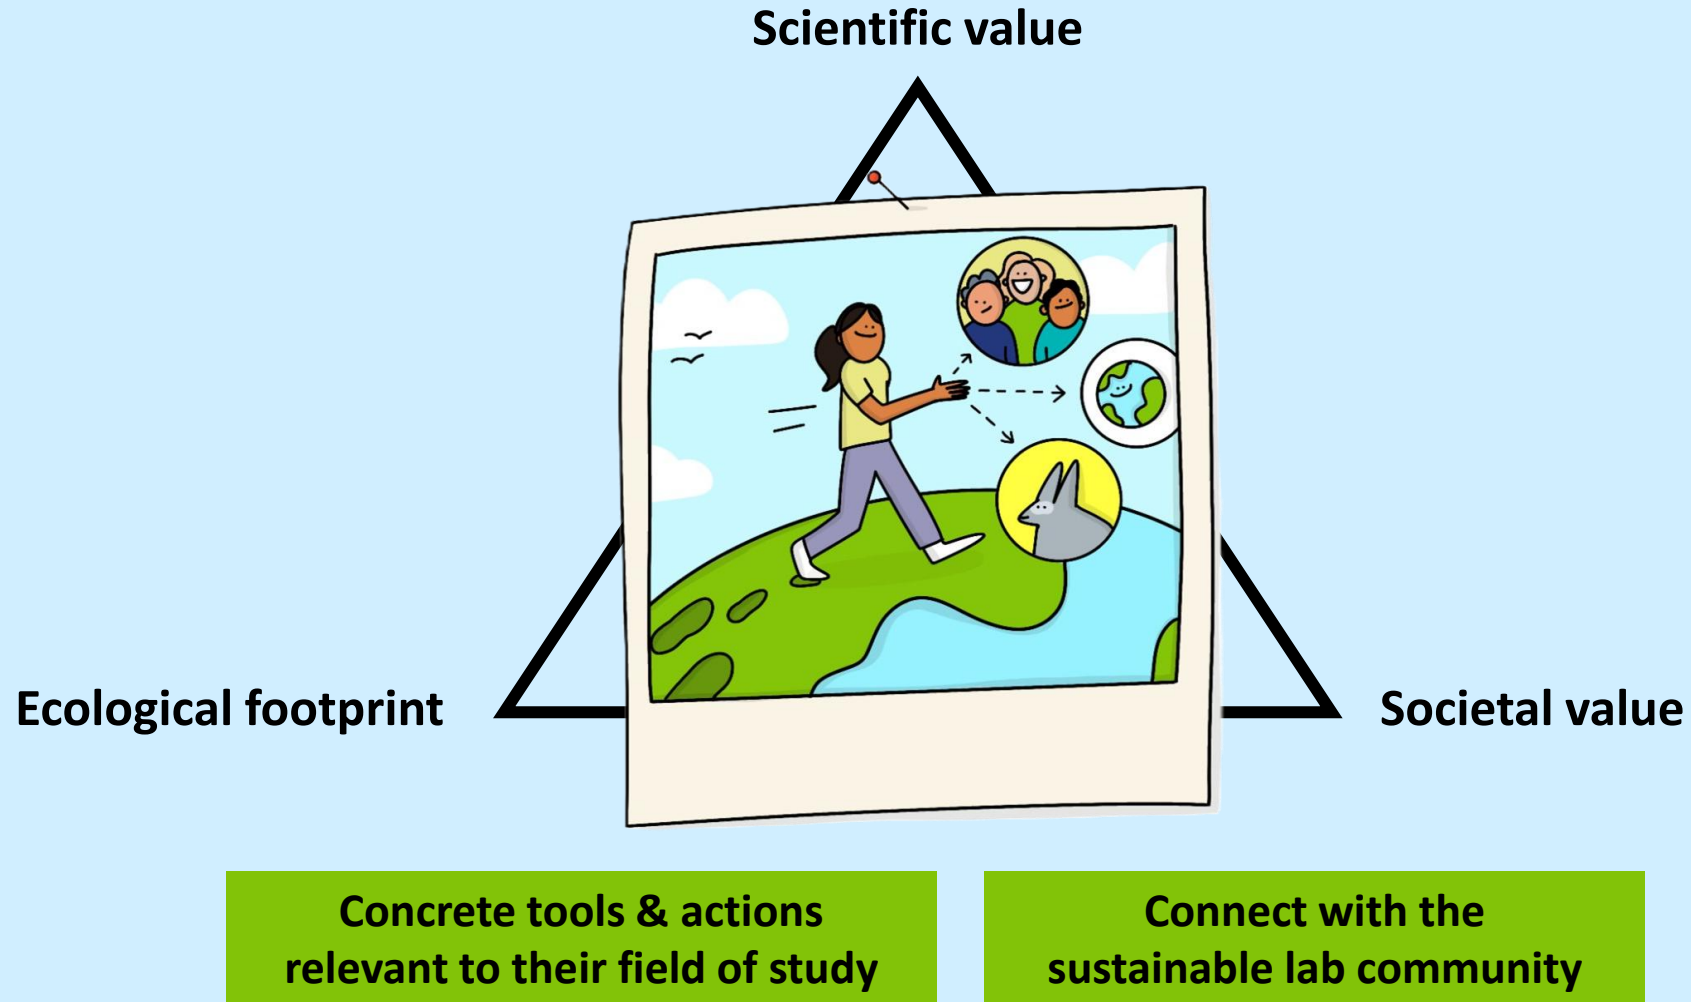 Scientific value
Ecological footprint
Societal value
Concrete tools & actions
relevant to their field of study
Connect with the
sustainable lab community